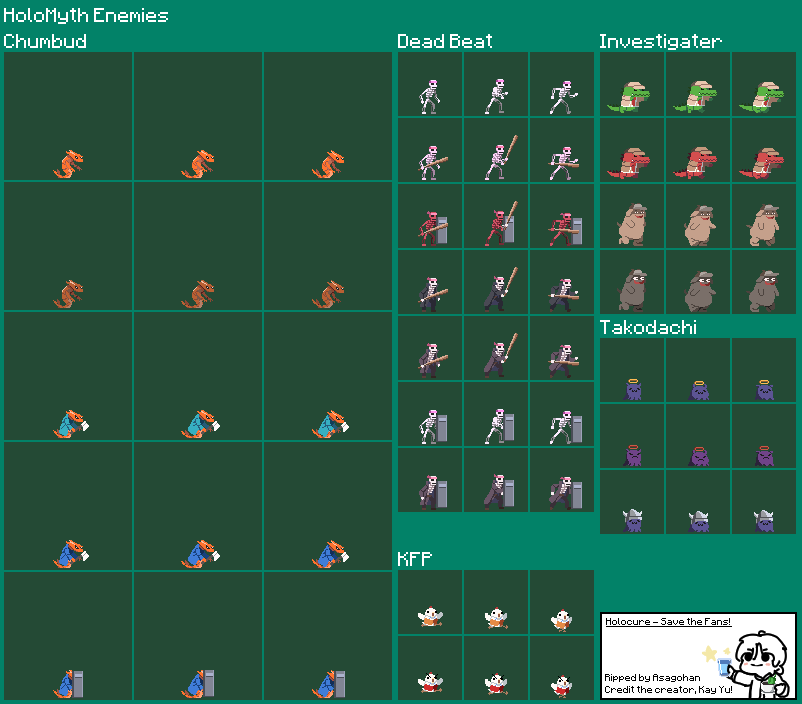 HoloMyth Enemies
Chumbud
Dead Beat
Investigater
Takodachi
KFP
Holocure - Save the Fans!
Ripped by Asagohan
Credit the creator, Kay Yu!